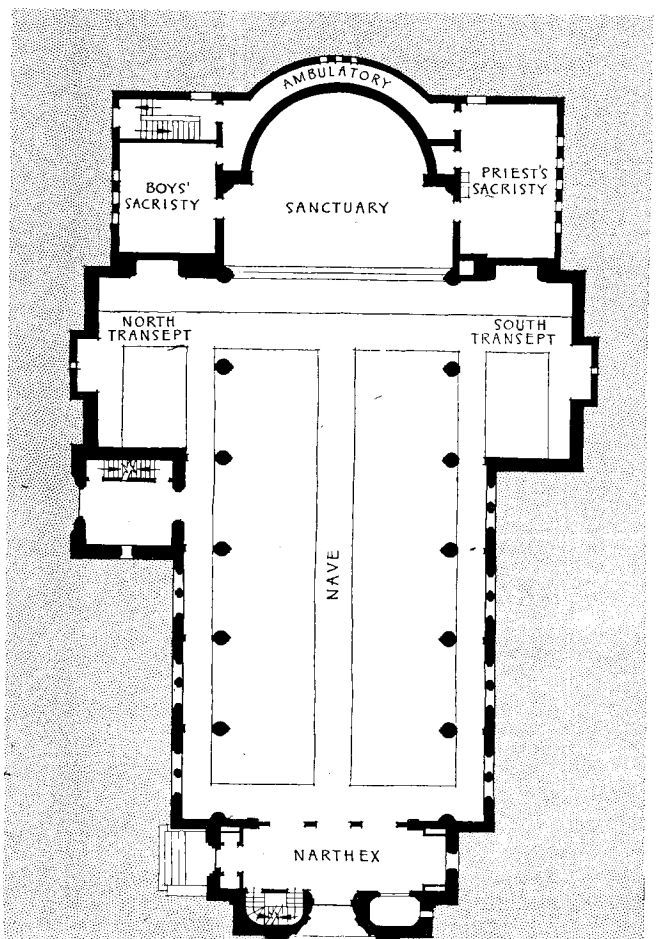 AMBULATORY
BOYS'
SACRISTY
SANCTUARY
PRIEST'S
SACRISTY
NORTH
TRANSEPT
SOUTH
TRANSEPT
NAVE
NARTHEX